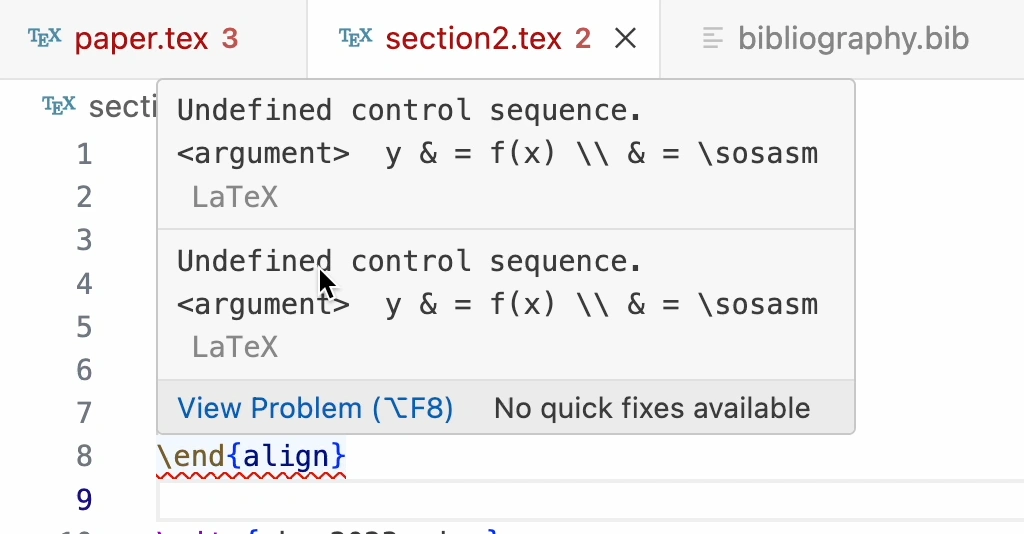 TEX paper.tex 3 TEX section2.tex 2 × bibliography.bib
TEX secti
1
2
3
4
5
6
7
8 \end{align}
9
Undefined control sequence.
<argument> y & = f(x) \\ & = \sosasm
LaTeX
Undefined control sequence.
<argument> y & = f(x) \\ & = \sosasm
LaTeX
View Problem (⌥F8) No quick fixes available